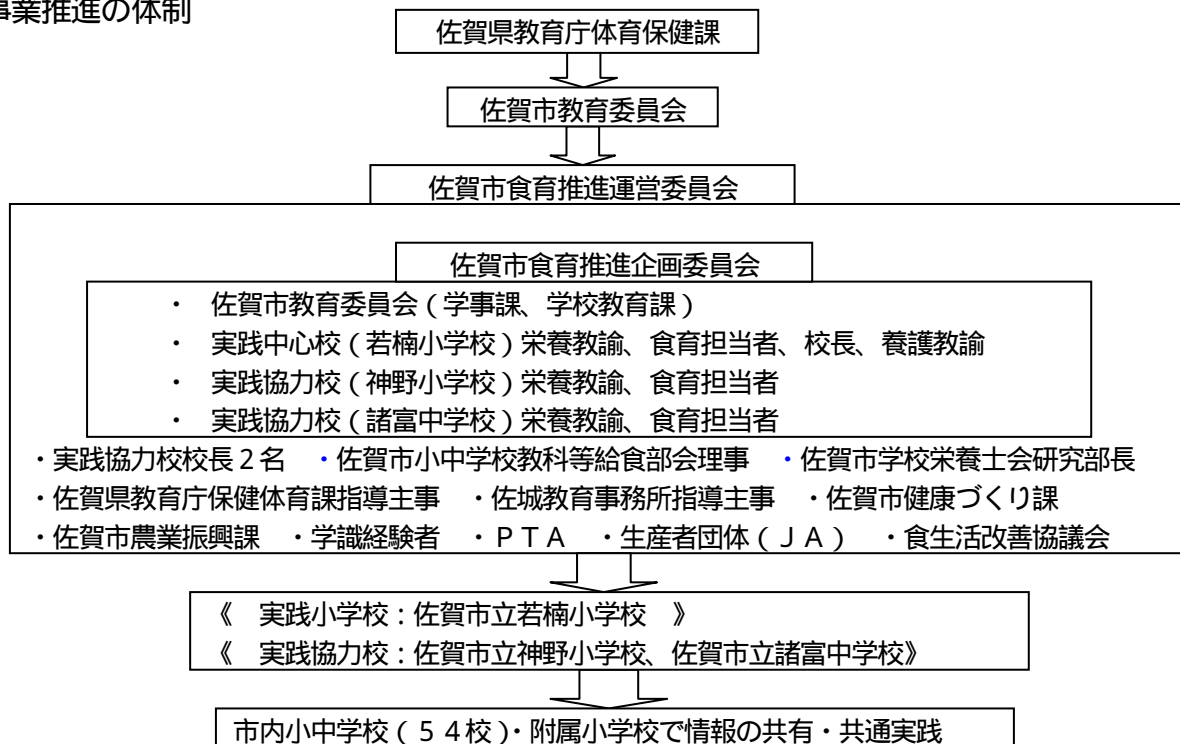 事業推進の体制
佐賀県教育庁体育保健課
佐賀市教育委員会
佐賀市食育推進運営委員会
佐賀市食育推進企画委員会
・ 佐賀市教育委員会（学事課、学校教育課）
・ 実践中心校（若楠小学校）栄養教諭、食育担当者、校長、養護教諭
・ 実践協力校（神野小学校）栄養教諭、食育担当者
・ 実践協力校（諸富中学校）栄養教諭、食育担当者
・実践協力校校長２名 ・佐賀市小中学校教科等給食部会理事 ・佐賀市学校栄養士会研究部長
・佐賀県教育庁保健体育課指導主事 ・佐城教育事務所指導主事 ・佐賀市健康づくり課
・佐賀市農業振興課 ・学識経験者 ・ＰＴＡ ・生産者団体（ＪＡ） ・食生活改善協議会
《 実践小学校：佐賀市立若楠小学校 》
《 実践協力校：佐賀市立神野小学校、佐賀市立諸富中学校》
市内小中学校（５４校）・附属小学校で情報の共有・共通実践